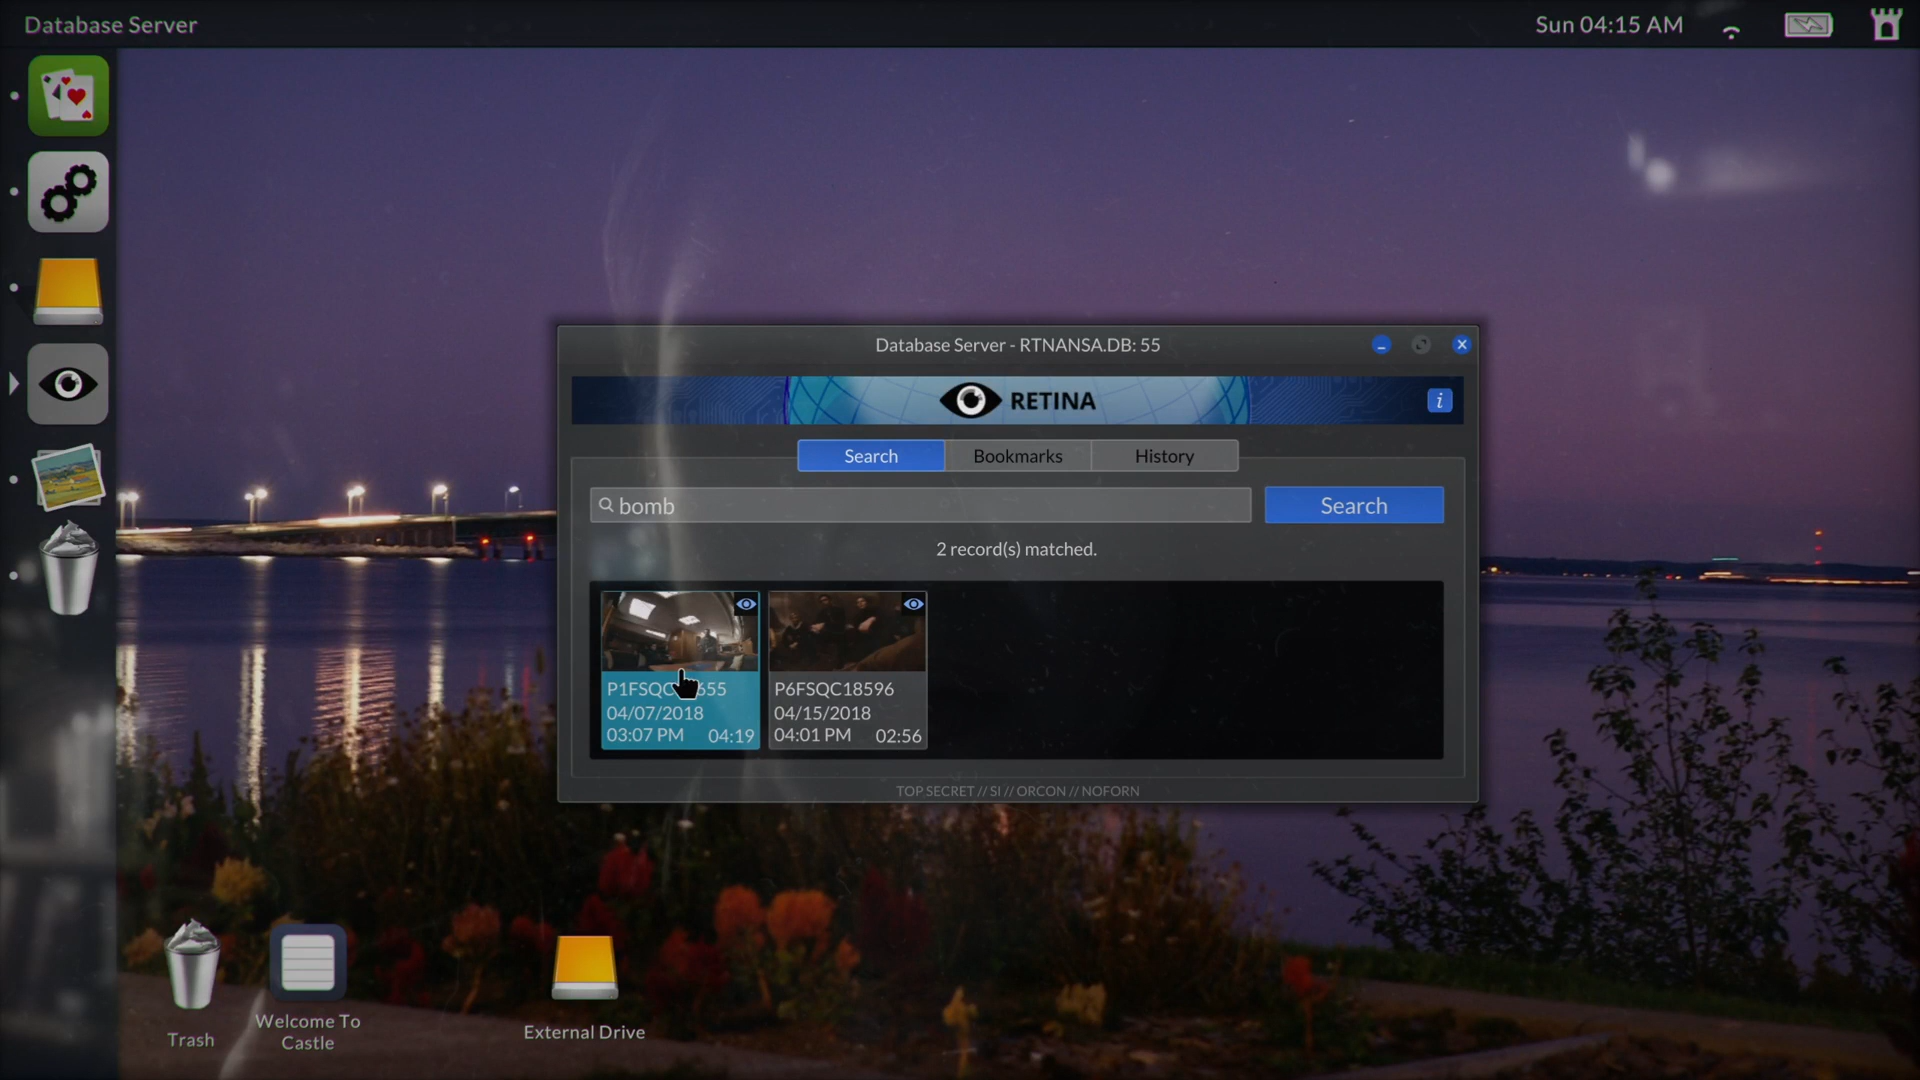 Database Server
Sun 04:15 AM
Database Server - RTNANSA.DB: 55
RETINA
i
Search
Bookmarks
History
bomb
Search
2 record(s) matched.
04/07/2018
03:07 PM 04:19
P6FSQC18596
04/15/2018
04:01 PM 02:56
TOP SECRET // SI // ORCON // NOFORN
Trash
Welcome To
Castle
External Drive